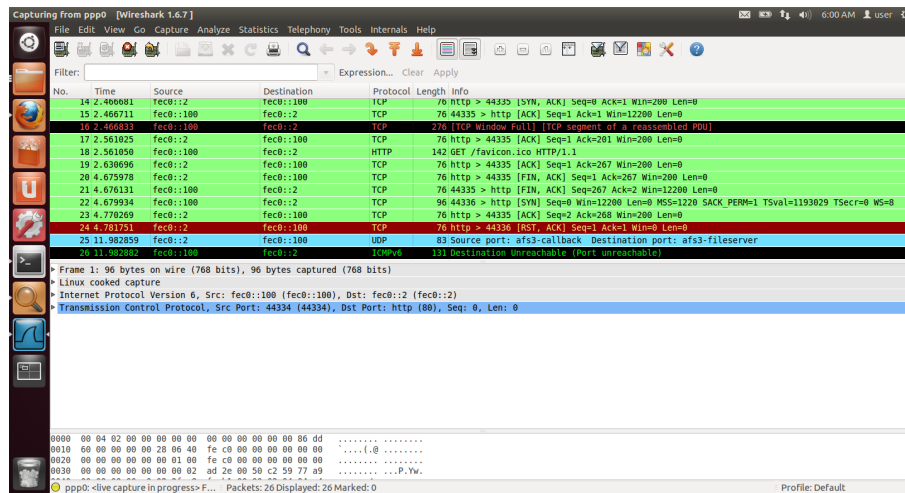 Capturing from ppp0 [Wireshark 1.6.7]
6:00 AM user
File Edit View Go Capture Analyze Statistics Telephony Tools Internals Help
Filter: Expression... Clear Apply
No. Time Source Destination Protocol Length Info
14 2.466681 fec0::2 fec0::100 TCP 76 http > 44335 [SYN, ACK] Seq=0 Ack=1 Win=200 Len=0
15 2.466711 fec0::100 fec0::2 TCP 76 44335 > http [ACK] Seq=1 Ack=1 Win=12200 Len=0
16 2.466833 fec0::100 fec0::2 TCP 276 [TCP Window Full] [TCP segment of a reassembled PDU]
17 2.561025 fec0::2 fec0::100 TCP 76 http > 44335 [ACK] Seq=1 Ack=201 Win=200 Len=0
18 2.561050 fec0::100 fec0::2 HTTP 142 GET /favicon.ico HTTP/1.1
19 2.630696 fec0::2 fec0::100 TCP 76 http > 44335 [ACK] Seq=1 Ack=267 Win=200 Len=0
20 4.675978 fec0::2 fec0::100 TCP 76 http > 44335 [FIN, ACK] Seq=1 Ack=267 Win=200 Len=0
21 4.676131 fec0::100 fec0::2 TCP 76 44335 > http [FIN, ACK] Seq=267 Ack=2 Win=12200 Len=0
22 4.679934 fec0::100 fec0::2 TCP 96 44336 > http [SYN] Seq=0 Win=12200 Len=0 MSS=1220 SACK_PERM=1 TSval=1193029 TSecr=0 WS=8
23 4.770269 fec0::2 fec0::100 TCP 76 http > 44335 [ACK] Seq=2 Ack=268 Win=200 Len=0
24 4.781751 fec0::2 fec0::100 TCP 76 http > 44336 [RST, ACK] Seq=1 Ack=1 Win=0 Len=0
25 11.982859 fec0::2 fec0::100 UDP 83 Source port: afs3-callback Destination port: afs3-fileserver
26 11.982882 fec0::100 fec0::2 ICMPv6 131 Destination Unreachable (Port unreachable)
Frame 1: 96 bytes on wire (768 bits), 96 bytes captured (768 bits)
Linux cooked capture
Internet Protocol Version 6, Src: fec0::100 (fec0::100), Dst: fec0::2 (fec0::2)
Transmission Control Protocol, Src Port: 44334 (44334), Dst Port: http (80), Seq: 0, Len: 0
0000 00 04 02 00 00 00 00 00 00 00 00 00 00 00 86 dd ........ ........
0010 60 00 00 00 00 28 06 40 fe c0 00 00 00 00 00 00 `....(.@ ........
0020 00 00 00 00 00 00 01 00 fe c0 00 00 00 00 00 00 ........ ........
0030 00 00 00 00 00 00 00 02 ad 2e 00 50 c2 59 77 a9 ........ ...P.Yw.
ppp0: <live capture in progress> F... Packets: 26 Displayed: 26 Marked: 0 Profile: Default